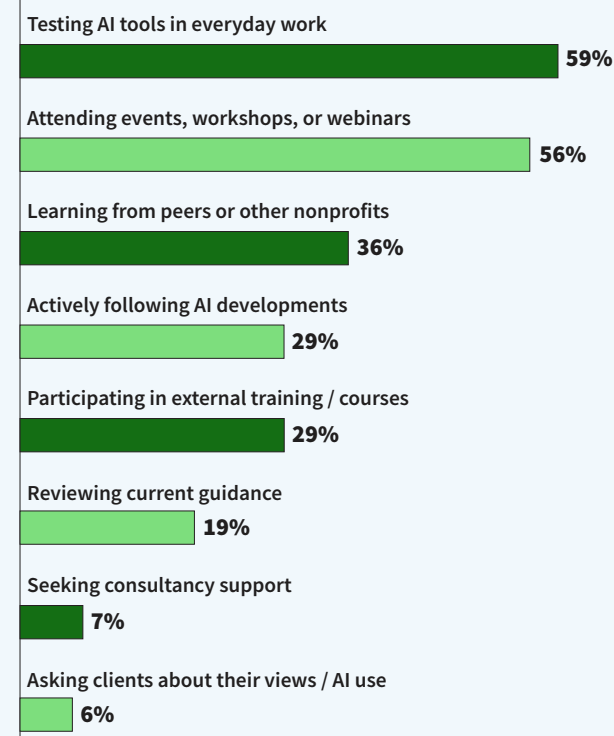 Testing AI tools in everyday work
59%
Attending events, workshops, or webinars
56%
Learning from peers or other nonprofits
36%
Actively following AI developments
29%
Participating in external training / courses
29%
Reviewing current guidance
19%
Seeking consultancy support
7%
Asking clients about their views / AI use
6%